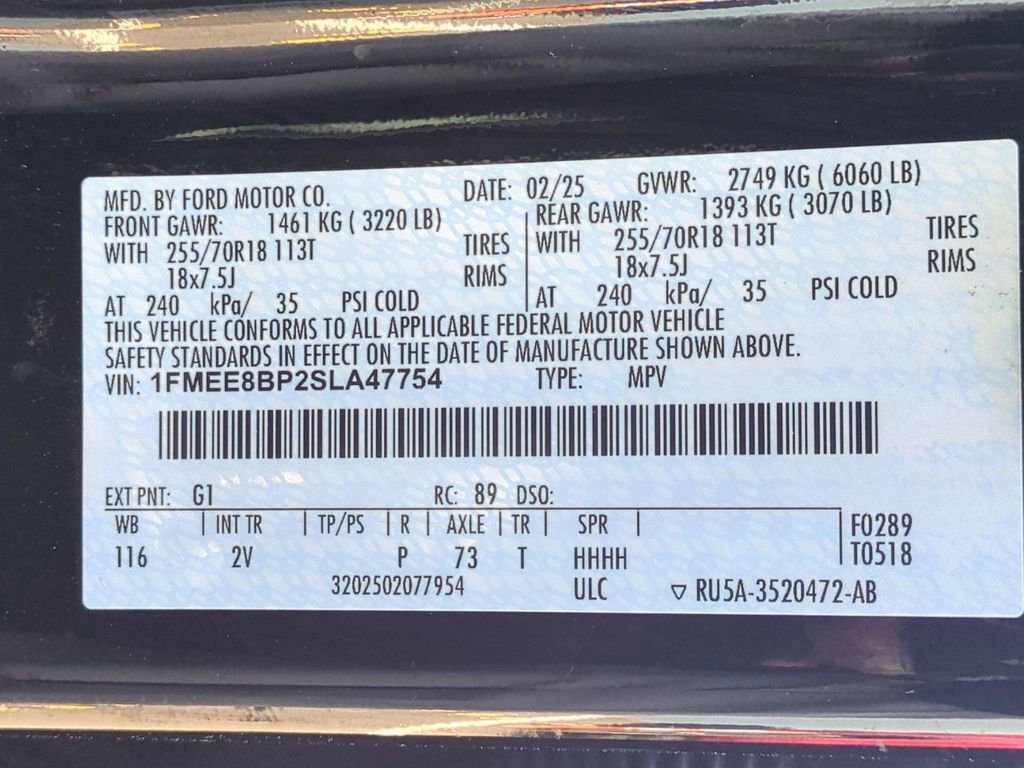 MFD. BY FORD MOTOR CO. DATE: 02/25 GVWR: 2749 KG ( 6060 LB)
FRONT GAWR: 1461 KG ( 3220 LB) REAR GAWR: 1393 KG ( 3070 LB)
WITH 255/70R18 113T TIRES WITH 255/70R18 113T TIRES
18x7.5J RIMS 18x7.5J RIMS
AT 240 kPa/ 35 PSI COLD AT 240 kPa/ 35 PSI COLD
THIS VEHICLE CONFORMS TO ALL APPLICABLE FEDERAL MOTOR VEHICLE
SAFETY STANDARDS IN EFFECT ON THE DATE OF MANUFACTURE SHOWN ABOVE.
VIN: 1FMEE8BP2SLA47754 TYPE: MPV
EXT PNT: G1 RC: 89 DSO:
WB INT TR TP/PS R AXLE TR SPR F0289
116 2V P 73 T HHHH T0518
3202502077954 ULC ▽ RU5A-3520472-AB